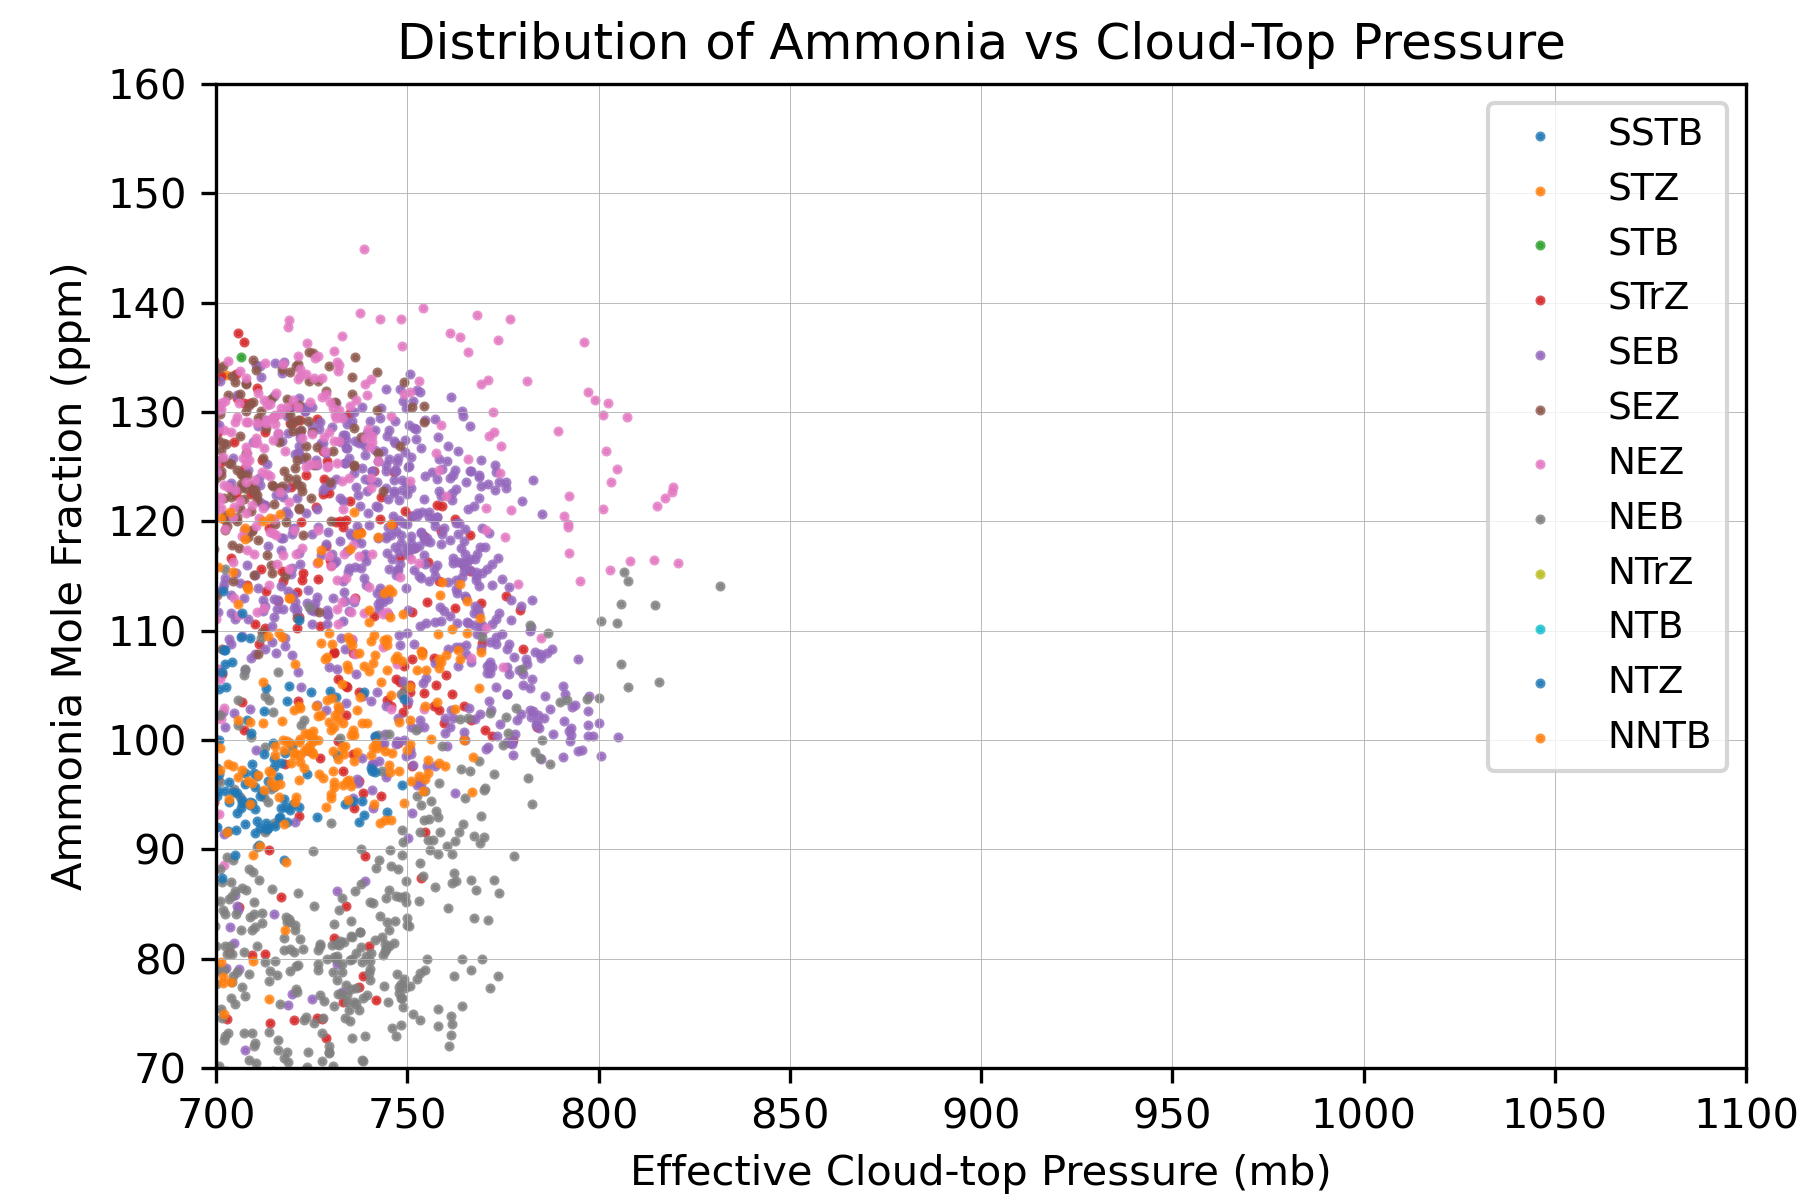 Distribution of Ammonia vs Cloud-Top Pressure
160
150
140
130
120
110
100
90
80
70
Ammonia Mole Fraction (ppm)
SSTB
STZ
STB
STrZ
SEB
SEZ
NEZ
NEB
NTrZ
NTB
NTZ
NNTB
700 750 800 850 900 950 1000 1050 1100
Effective Cloud-top Pressure (mb)